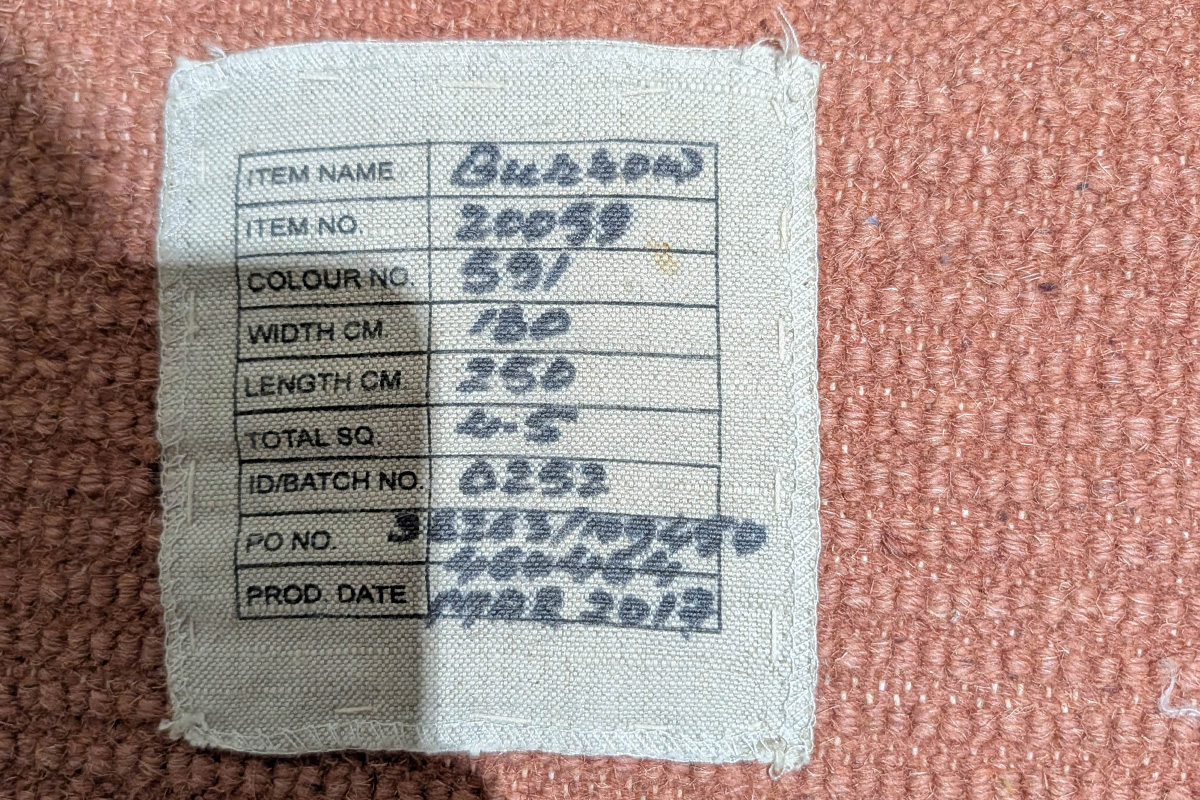 ITEM NAME Burrow
ITEM NO. 20099
COLOUR NO. 591
WIDTH CM 180
LENGTH CM. 250
TOTAL SQ. 4.5
ID/BATCH NO. 0252
PO NO.
PROD. DATE MAR 2017